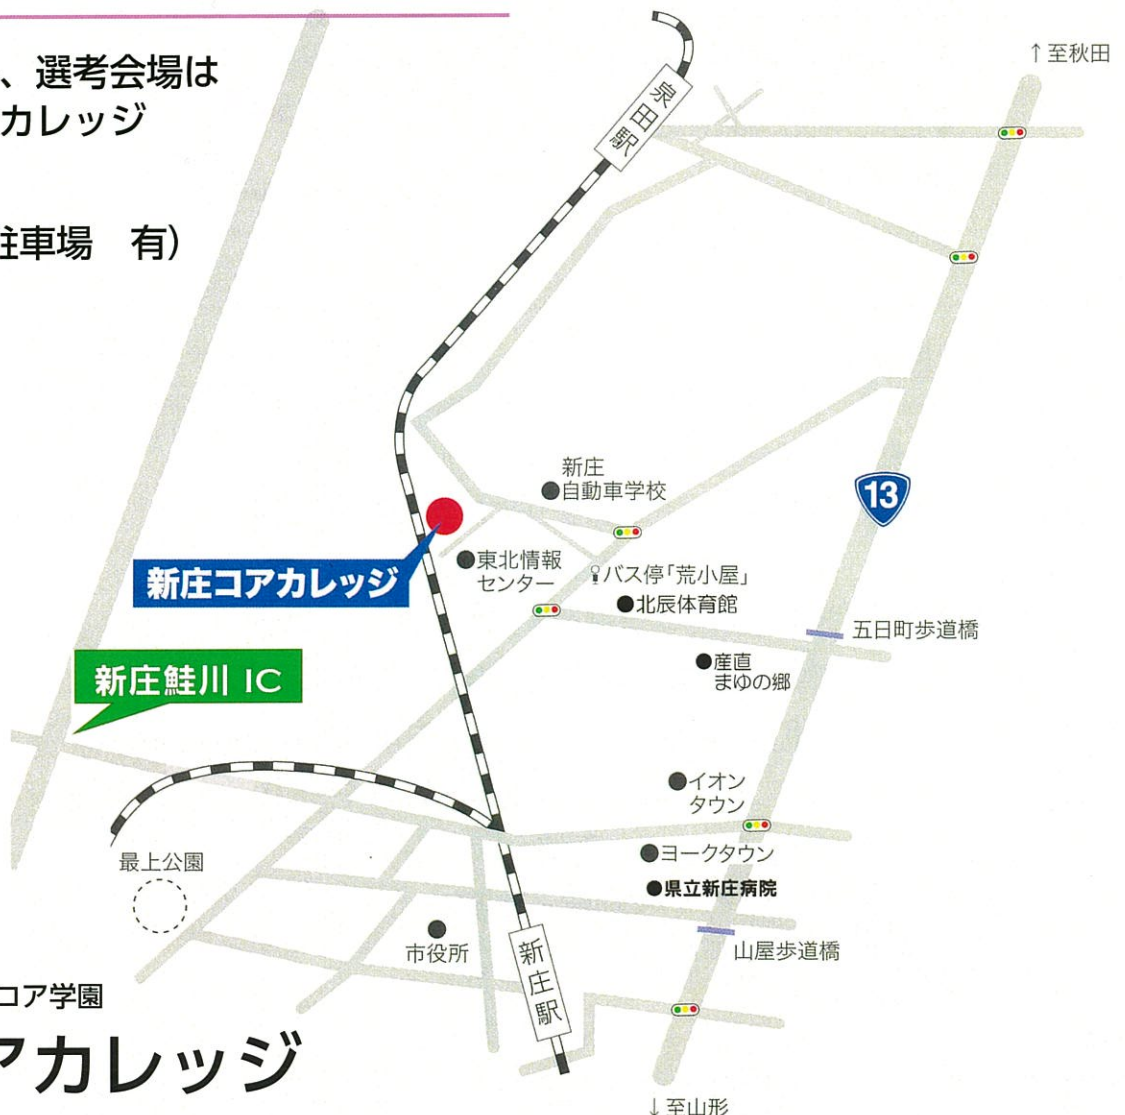 、選考会場は
カレッジ
駐車場 有）
↑至秋田
泉田駅
13
新庄
自動車学校
新庄コアカレッジ
東北情報
センター
バス停「荒小屋」
北辰体育館
五日町歩道橋
産直
まゆの郷
新庄鮭川 IC
イオン
タウン
ヨークタウン
県立新庄病院
最上公園
市役所
新庄駅
山屋歩道橋
コア学園
アカレッジ
↓至山形